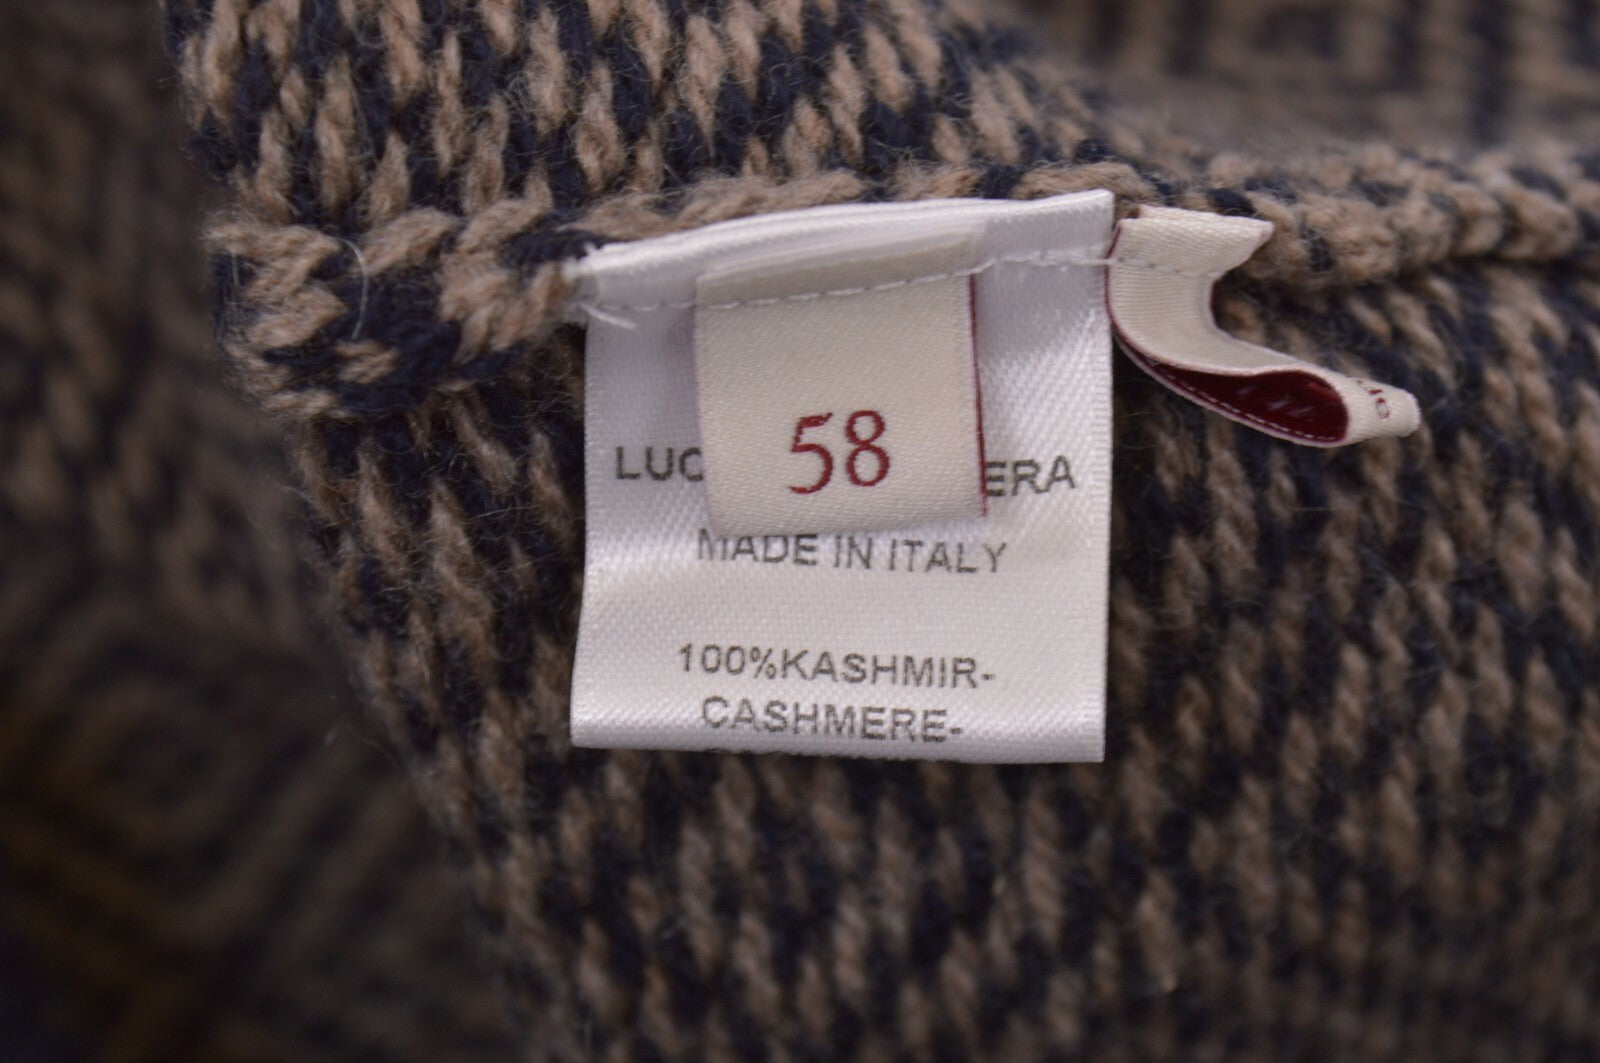 58
MADE IN ITALY
100%KASHMIR-
CASHMERE-